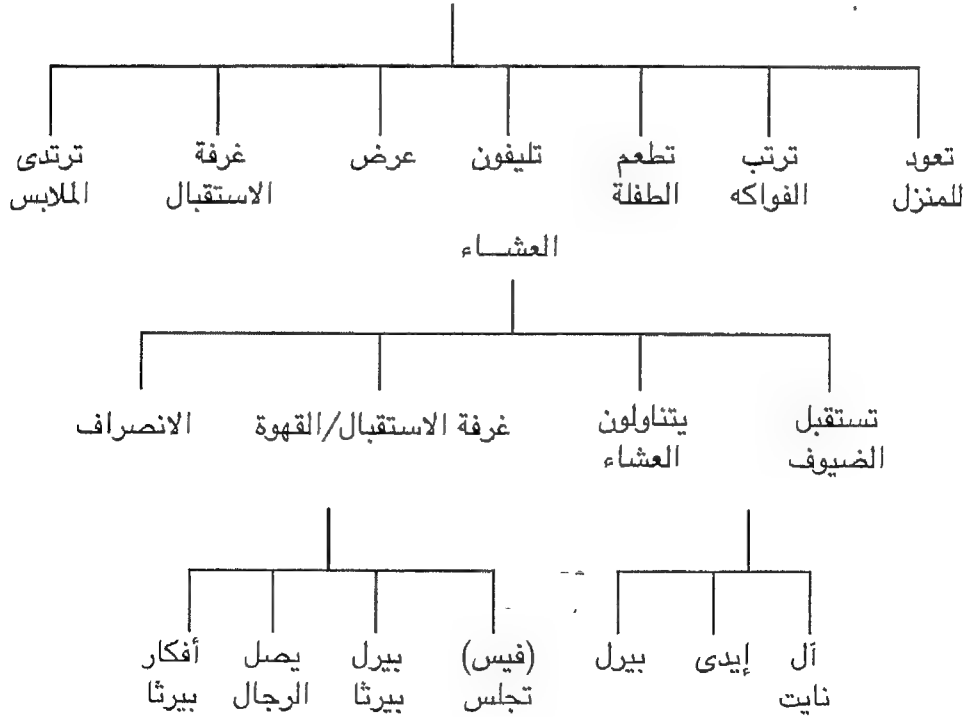 تعود ترتب تطعم تليفون عرض غرفة ترتدى
للمنزل الفواكه الطفلة الاستقبال الملابس
العشاء
تستقبل يتناولون غرفة الاستقبال/القهوة الانصراف
الضيوف العشاء
آل إيدى بيرل (فيس) بيرل يصل أفكار
نايت تجلس بيرثا الرجال بيرثا